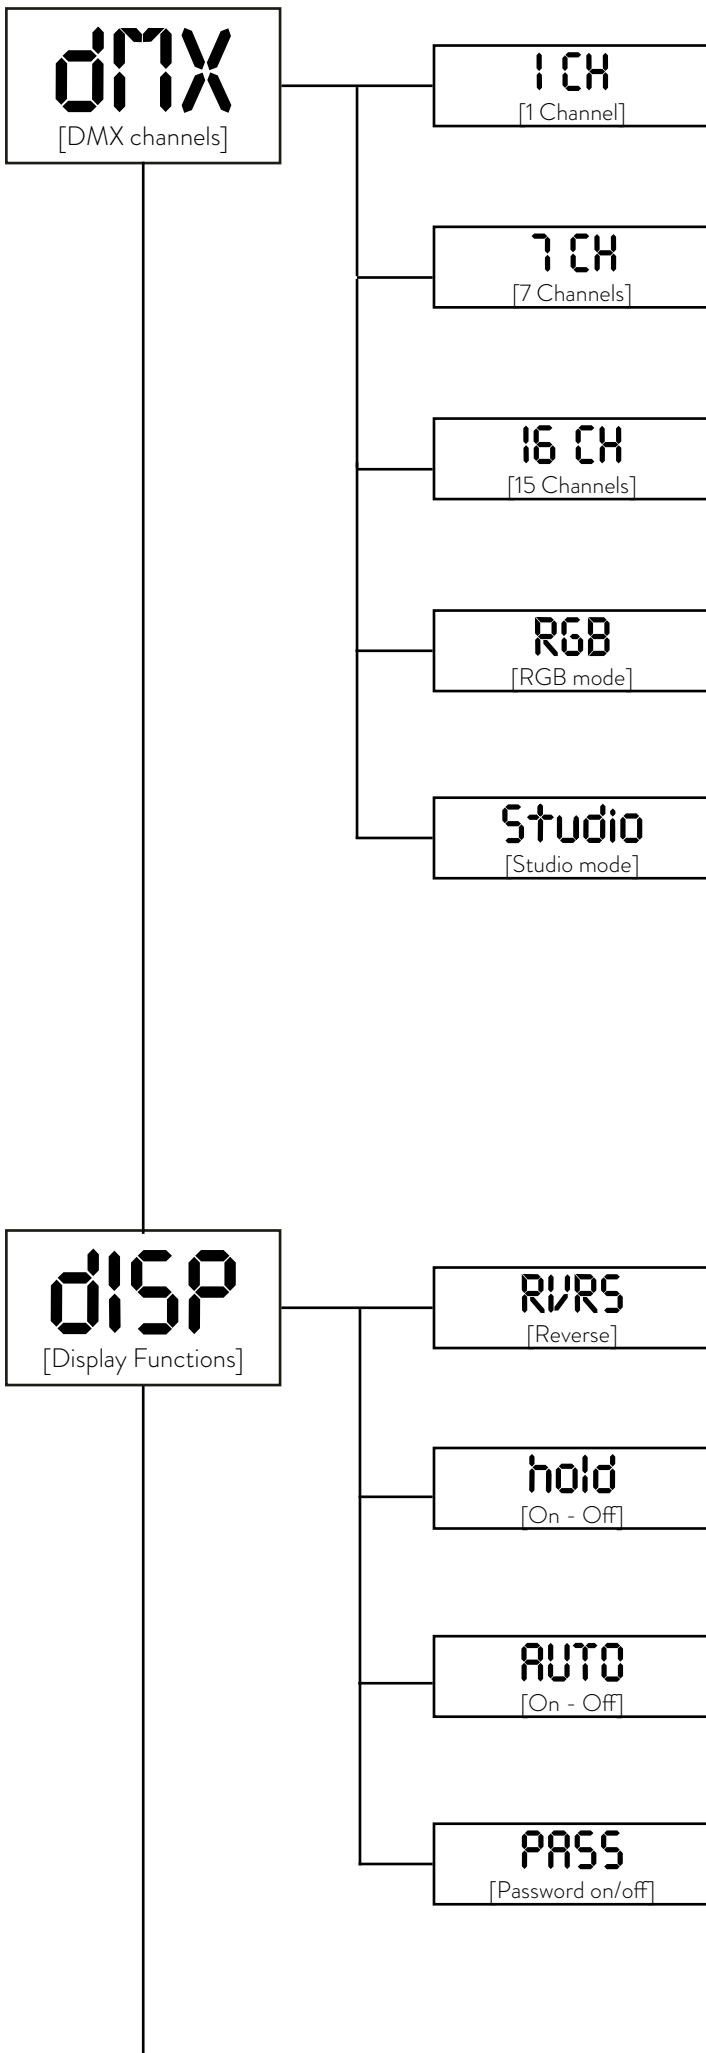 dMX
[DMX channels]
1 CH
[1 Channel]
7 CH
[7 Channels]
16 CH
[15 Channels]
RGB
[RGB mode]
Studio
[Studio mode]
dISP
[Display Functions]
RVRS
[Reverse]
hold
[On - Off]
AUTO
[On - Off]
PASS
[Password on/off]